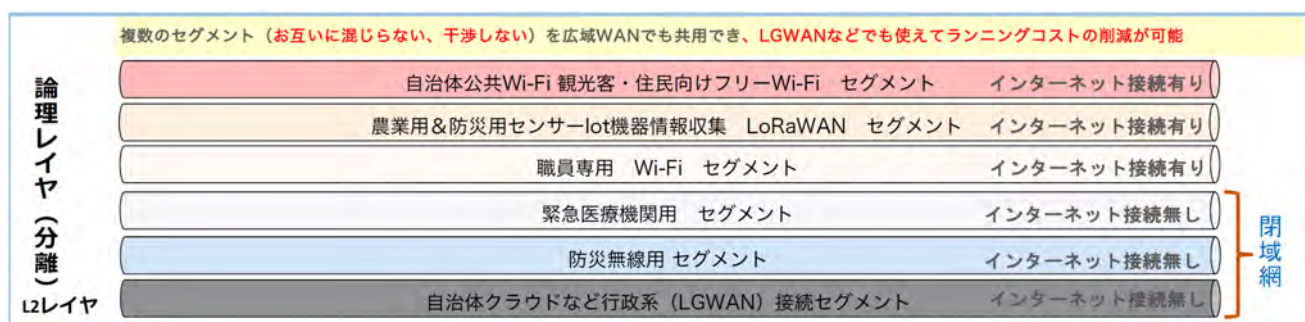 複数のセグメント（お互いに混じらない、干渉しない）を広域WANでも共用でき、LGWANなどでも使えてランニングコストの削減が可能
論理レイヤ（分離）
L2レイヤ
自治体公共Wi-Fi 観光客・住民向けフリーWi-Fi　セグメント　インターネット接続有り
農業用&防災用センサーIot機器情報収集　LoRaWAN　セグメント　インターネット接続有り
職員専用　Wi-Fi　セグメント　インターネット接続有り
緊急医療機関用　セグメント　インターネット接続無し
防災無線用 セグメント　インターネット接続無し
自治体クラウドなど行政系（LGWAN）接続セグメント　インターネット接続無し
閉域網